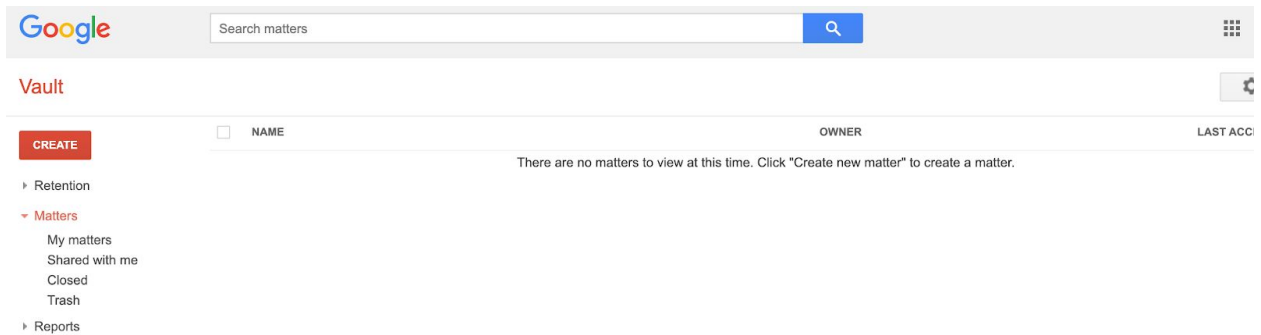 Google
Search matters
Vault
CREATE
NAME OWNER LAST ACC
There are no matters to view at this time. Click "Create new matter" to create a matter.
Retention
Matters
My matters
Shared with me
Closed
Trash
Reports